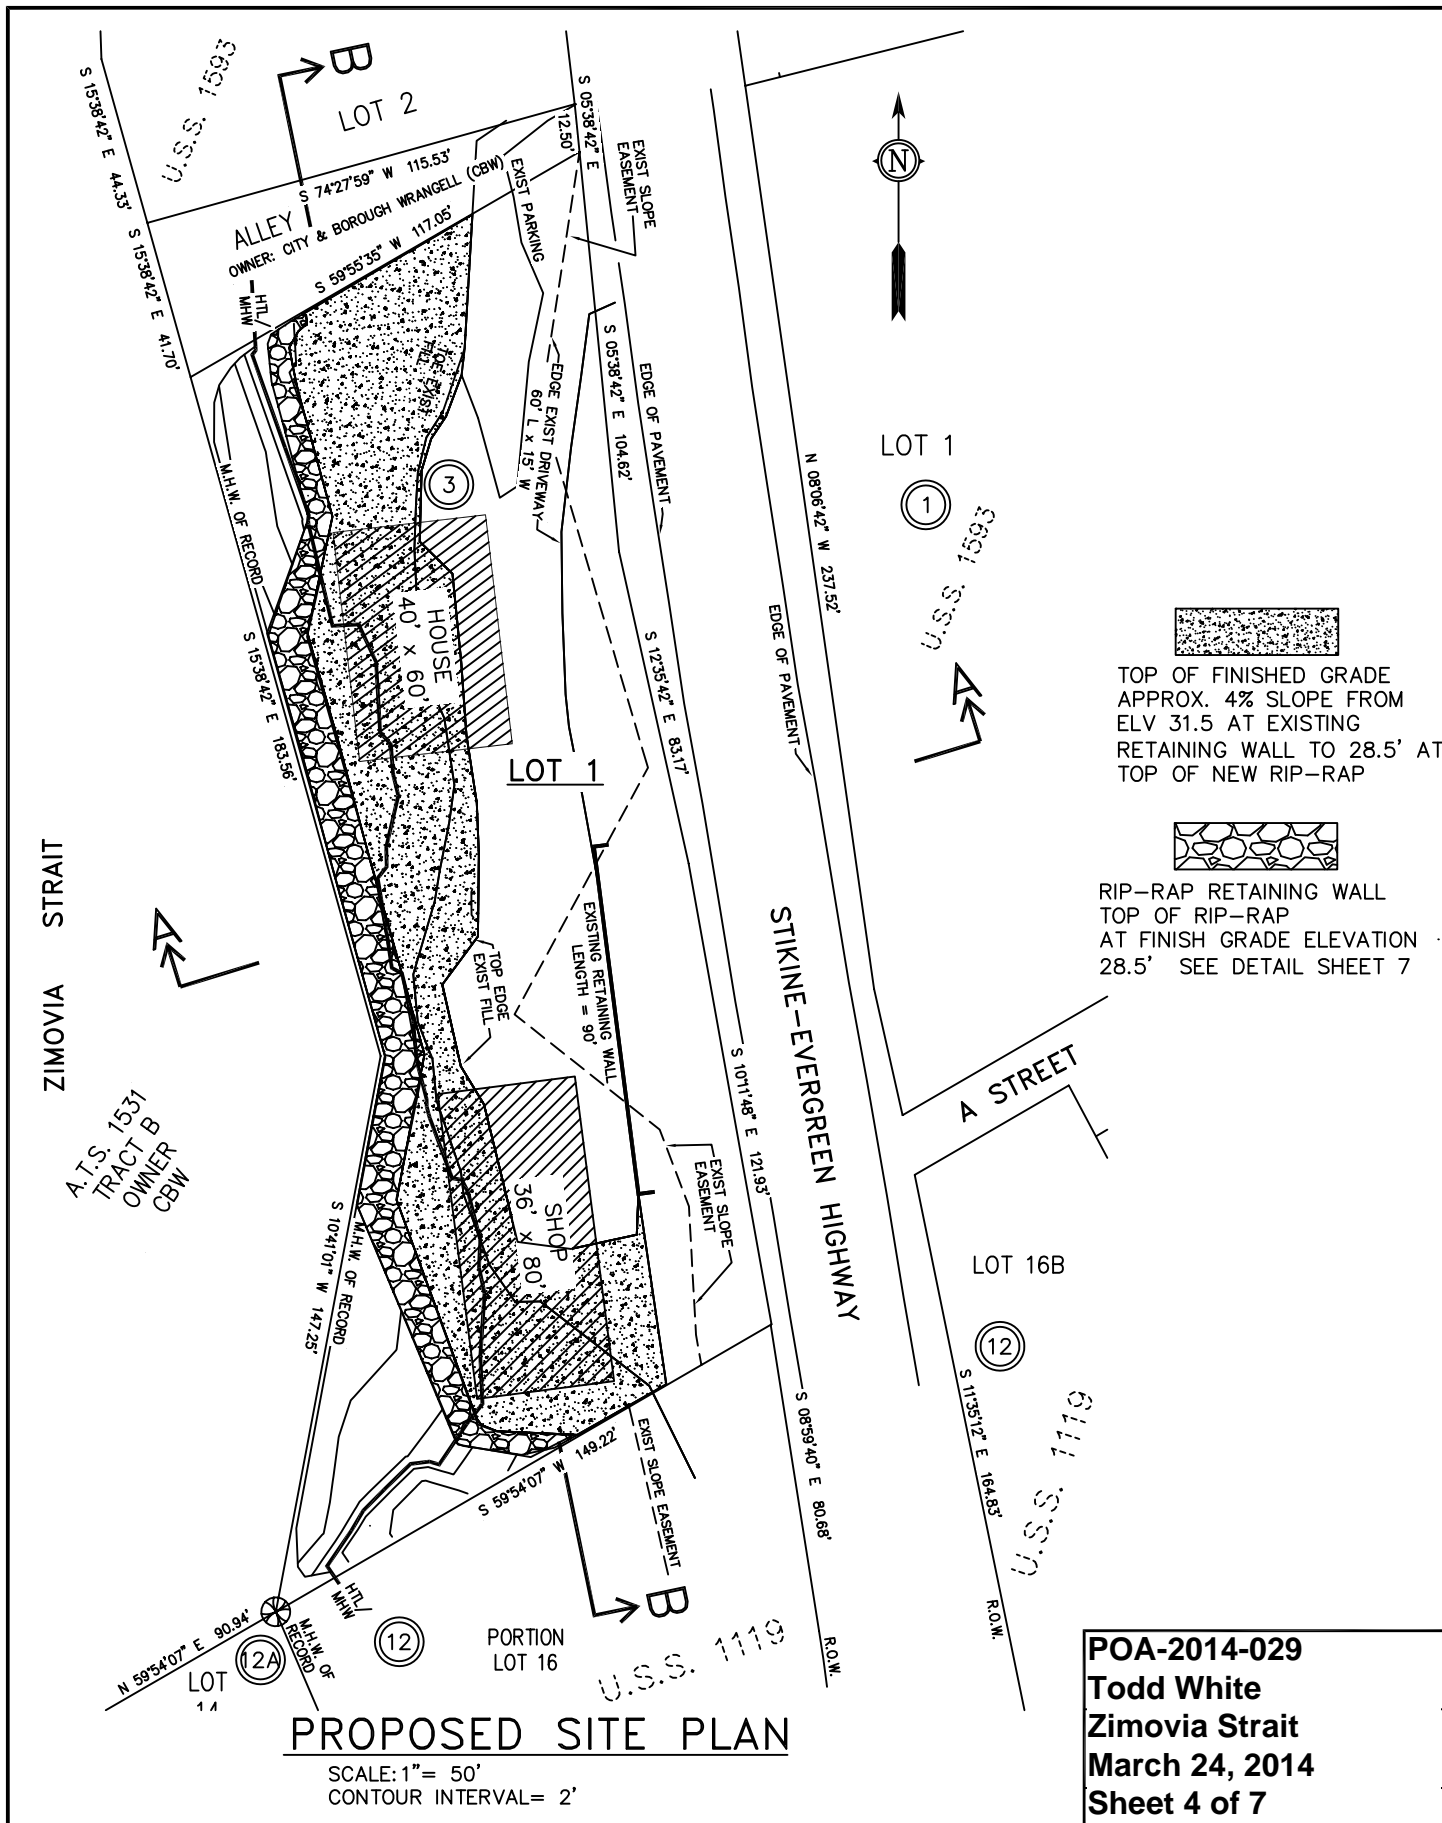 B
LOT 2
U.S.S. 1593
S 15°38'42" E 44.33'
S 74°27'59" W 115.53'
ALLEY
OWNER: CITY & BOROUGH WRANGELL (CBW)
S 59°55'35" W 117.05'
S 15°38'42" E 41.70'
HTL/
MHW
EXIST PARKING
12.50'
S 05°38'42" E
EXIST SLOPE
EASEMENT
N
TOE EXIST
FILL
EDGE EXIST DRIVEWAY
60' L x 15' W
S 05°38'42" E 104.62'
EDGE OF PAVEMENT
N 08°06'42" W 237.52'
LOT 1
1
U.S.S. 1593
3
M.H.W. OF RECORD
HOUSE
40' x 60'
S 15°38'42" E 183.56'
S 12°35'42" E 83.17'
EDGE OF PAVEMENT
A
LOT 1
TOP OF FINISHED GRADE
APPROX. 4% SLOPE FROM
ELV 31.5 AT EXISTING
RETAINING WALL TO 28.5' AT
TOP OF NEW RIP-RAP
RIP-RAP RETAINING WALL
TOP OF RIP-RAP
AT FINISH GRADE ELEVATION
28.5' SEE DETAIL SHEET 7
ZIMOVIA STRAIT
A
TOP EDGE
EXIST FILL
EXISTING RETAINING WALL
LENGTH = 90'
STIKINE-EVERGREEN HIGHWAY
S 10°11'48" E 121.93'
A STREET
A.T.S. 1531
TRACT B
OWNER
CBW
SHOP
36' x 80'
EXIST SLOPE
EASEMENT
M.H.W. OF RECORD
S 10°41'01" W 147.25'
LOT 16B
12
S 11°35'12" E 164.83'
U.S.S. 1119
S 08°59'40" E 80.68'
S 59°54'07" W 149.22'
EXIST SLOPE EASEMENT
B
HTL/
MHW
M.H.W. OF
RECORD
N 59°54'07" E 90.94'
12A
LOT
14
12
PORTION
LOT 16
U.S.S. 1119
R.O.W.
R.O.W.
PROPOSED SITE PLAN
SCALE: 1"= 50'
CONTOUR INTERVAL= 2'
POA-2014-029
Todd White
Zimovia Strait
March 24, 2014
Sheet 4 of 7